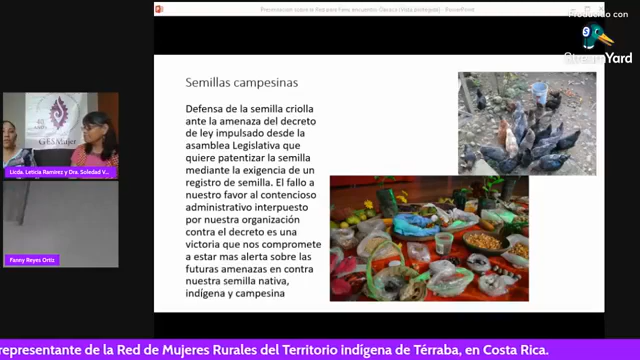 Presentacion sobre la Red para Fany encuentro Oaxaca (Vista protegida) - PowerPoint
Producido con
StreamYard
Semillas campesinas
Defensa de la semilla criolla
ante la amenaza del decreto
de ley impulsado desde la
asamblea Legislativa que
quiere patentizar la semilla
mediante la exigencia de un
registro de semilla. El fallo a
nuestro favor al contencioso
administrativo interpuesto
por nuestra organización
contra el decreto es una
victoria que nos compromete
a estar mas alerta sobre las
futuras amenazas en contra
nuestra semilla nativa,
indígena y campesina
GESMujer
Licda. Leticia Ramirez y Dra. Soledad V...
Fanny Reyes Ortiz
representante de la Red de Mujeres Rurales del Territorio indígena de Térraba, en Costa Rica.